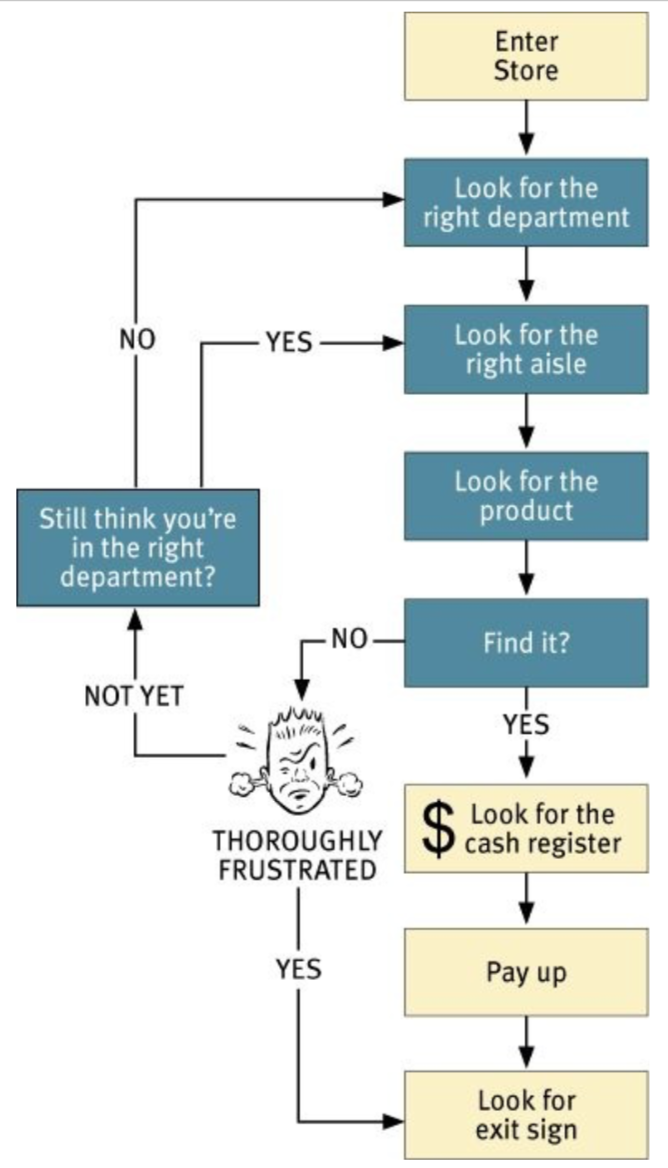 Enter
Store
Look for the
right department
NO
YES
Look for the
right aisle
Look for the
product
Still think you're
in the right
department?
NO
Find it?
NOT YET
YES
$ Look for the
cash register
THOROUGHLY
FRUSTRATED
Pay up
YES
Look for
exit sign